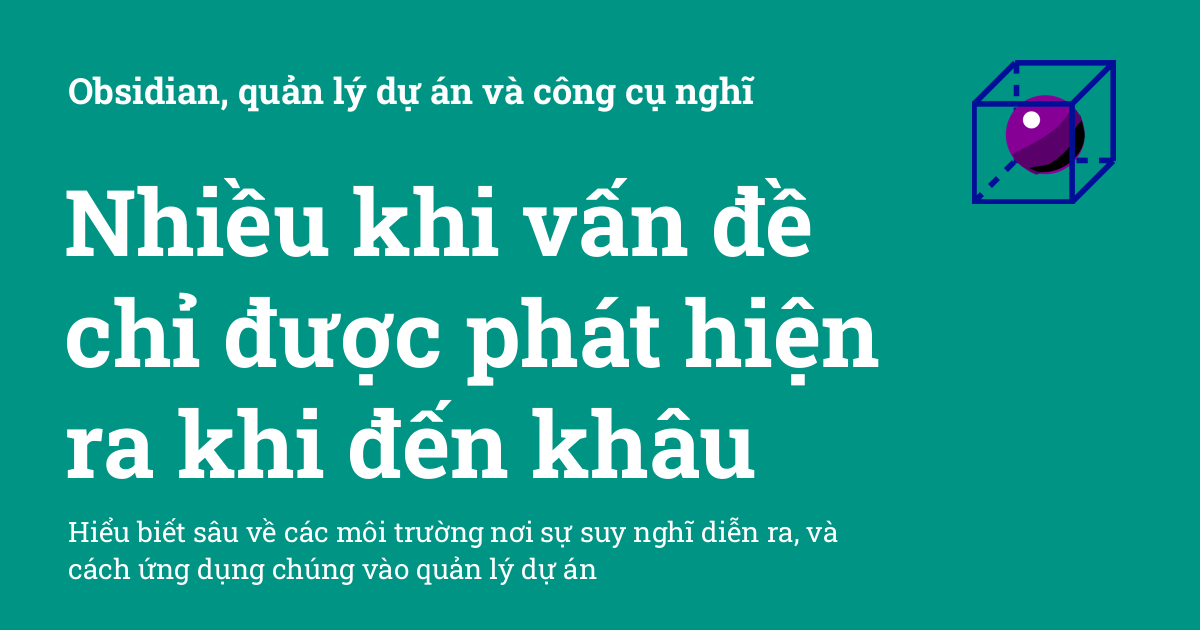 Obsidian, quản lý dự án và công cụ nghĩ
Nhiều khi vấn đề
chỉ được phát hiện
ra khi đến khâu
Hiểu biết sâu về các môi trường nơi sự suy nghĩ diễn ra, và
cách ứng dụng chúng vào quản lý dự án